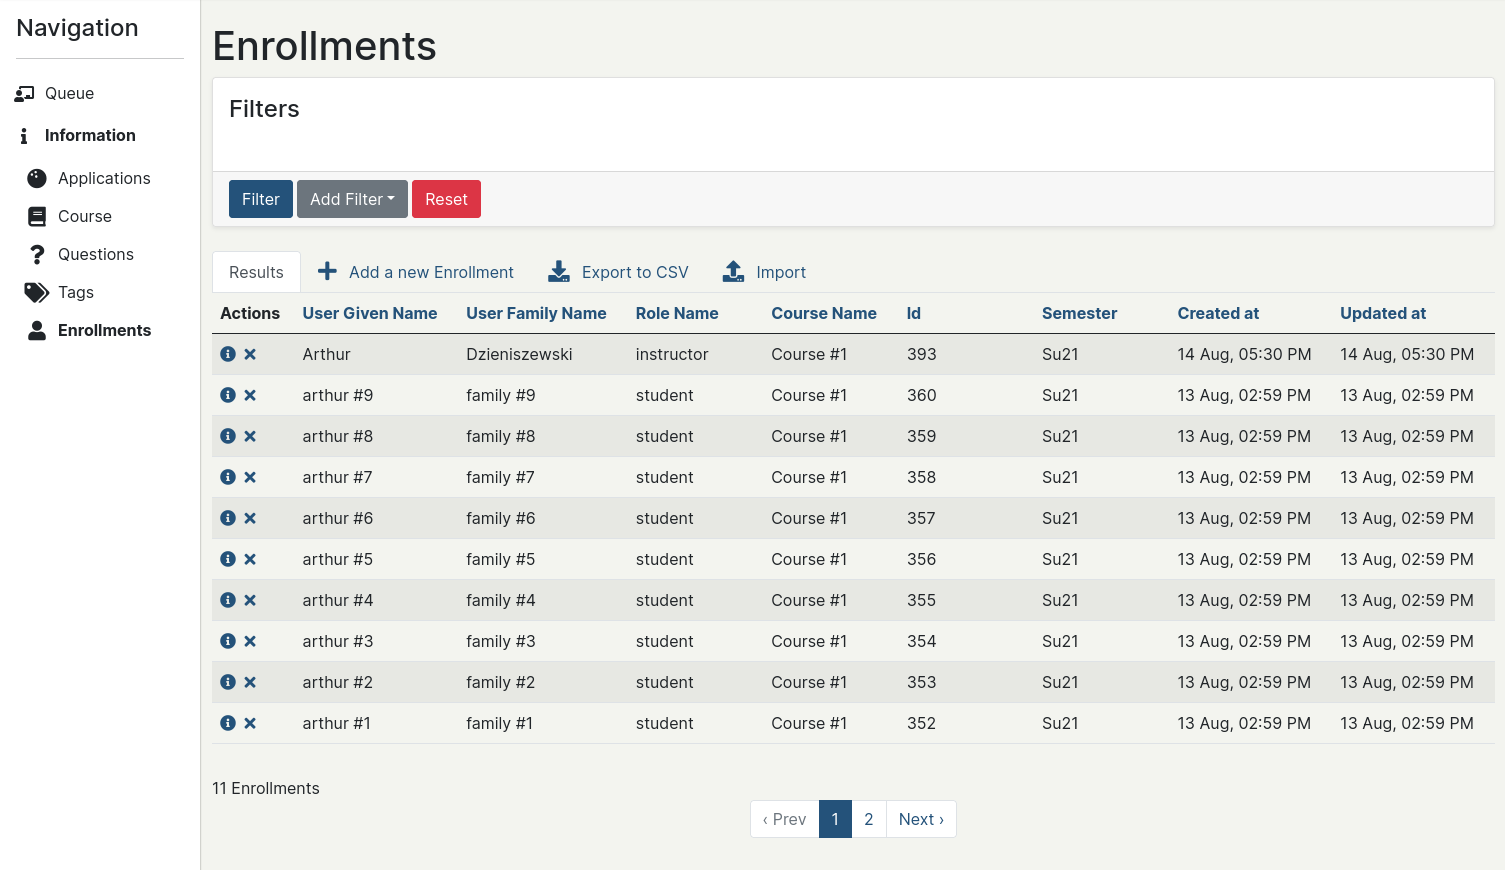 Navigation
Queue
Information
Applications
Course
Questions
Tags
Enrollments
Enrollments
Filters
Filter Add Filter Reset
Results Add a new Enrollment Export to CSV Import
Actions User Given Name User Family Name Role Name Course Name Id Semester Created at Updated at
Arthur Dzieniszewski instructor Course #1 393 Su21 14 Aug, 05:30 PM 14 Aug, 05:30 PM
arthur #9 family #9 student Course #1 360 Su21 13 Aug, 02:59 PM 13 Aug, 02:59 PM
arthur #8 family #8 student Course #1 359 Su21 13 Aug, 02:59 PM 13 Aug, 02:59 PM
arthur #7 family #7 student Course #1 358 Su21 13 Aug, 02:59 PM 13 Aug, 02:59 PM
arthur #6 family #6 student Course #1 357 Su21 13 Aug, 02:59 PM 13 Aug, 02:59 PM
arthur #5 family #5 student Course #1 356 Su21 13 Aug, 02:59 PM 13 Aug, 02:59 PM
arthur #4 family #4 student Course #1 355 Su21 13 Aug, 02:59 PM 13 Aug, 02:59 PM
arthur #3 family #3 student Course #1 354 Su21 13 Aug, 02:59 PM 13 Aug, 02:59 PM
arthur #2 family #2 student Course #1 353 Su21 13 Aug, 02:59 PM 13 Aug, 02:59 PM
arthur #1 family #1 student Course #1 352 Su21 13 Aug, 02:59 PM 13 Aug, 02:59 PM
11 Enrollments
‹ Prev 1 2 Next ›